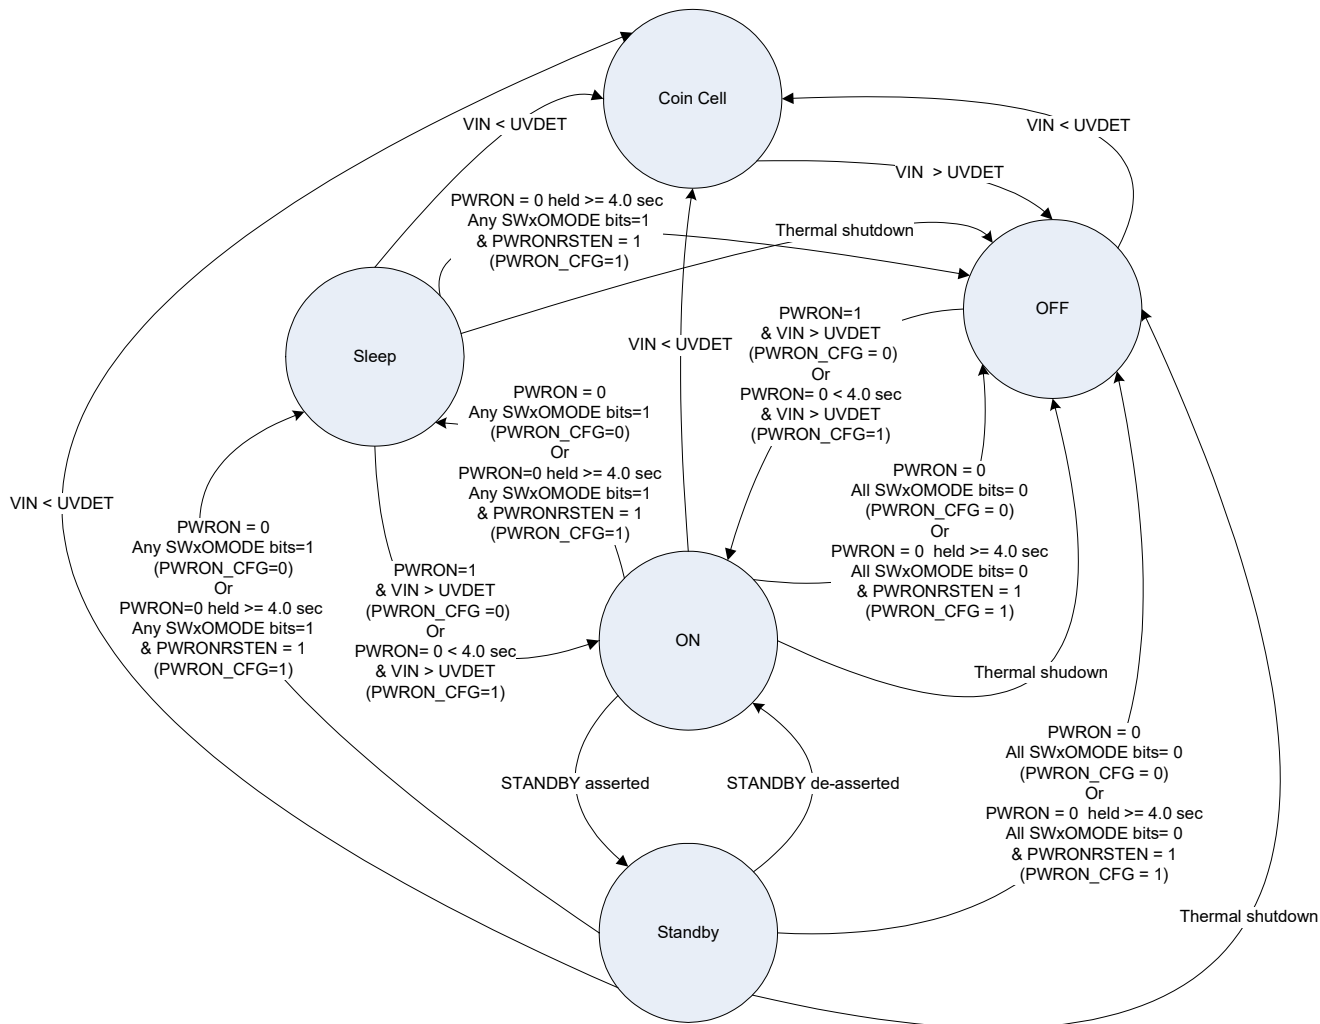 Coin Cell
VIN < UVDET
VIN < UVDET
VIN  > UVDET
PWRON = 0 held >= 4.0 sec
Any SWxOMODE bits=1
& PWRONRSTEN = 1
(PWRON_CFG=1)
Thermal shutdown
OFF
Sleep
PWRON=1
& VIN > UVDET
(PWRON_CFG = 0)
Or
PWRON= 0 < 4.0 sec
& VIN > UVDET
(PWRON_CFG=1)
VIN < UVDET
PWRON = 0
Any SWxOMODE bits=1
(PWRON_CFG=0)
Or
PWRON=0 held >= 4.0 sec
Any SWxOMODE bits=1
& PWRONRSTEN = 1
(PWRON_CFG=1)
PWRON = 0
All SWxOMODE bits= 0
(PWRON_CFG = 0)
Or
PWRON = 0  held >= 4.0 sec
All SWxOMODE bits= 0
& PWRONRSTEN = 1
(PWRON_CFG = 1)
VIN < UVDET
PWRON = 0
Any SWxOMODE bits=1
(PWRON_CFG=0)
Or
PWRON=0 held >= 4.0 sec
Any SWxOMODE bits=1
& PWRONRSTEN = 1
(PWRON_CFG=1)
PWRON=1
& VIN > UVDET
(PWRON_CFG =0)
Or
PWRON= 0 < 4.0 sec
& VIN > UVDET
(PWRON_CFG=1)
ON
Thermal shudown
STANDBY asserted
STANDBY de-asserted
PWRON = 0
All SWxOMODE bits= 0
(PWRON_CFG = 0)
Or
PWRON = 0  held >= 4.0 sec
All SWxOMODE bits= 0
& PWRONRSTEN = 1
(PWRON_CFG = 1)
Thermal shutdown
Standby